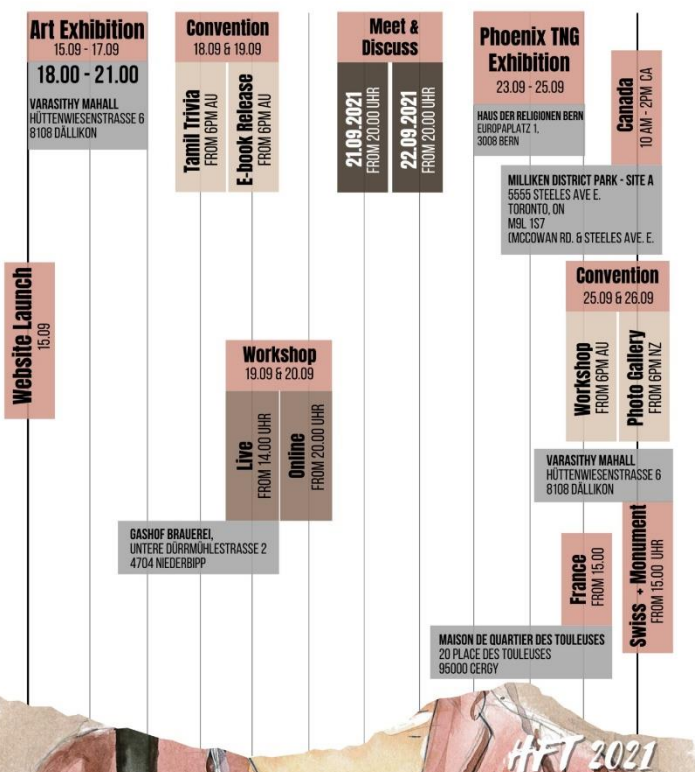 Art Exhibition
15.09 - 17.09
18.00 - 21.00
VARASITHY MAHALL
HÜTTENWIESENSTRASSE 6
8108 DÄLLIKON
Convention
18.09 & 19.09
Tamil Trivia
FROM 6PM AU
E-book Release
FROM 6PM AU
Meet &
Discuss
21.09.2021
FROM 20.00 UHR
22.09.2021
FROM 20.00 UHR
Phoenix TNG
Exhibition
23.09 - 25.09
HAUS DER RELIGIONEN BERN
EUROPAPLATZ 1,
3008 BERN
Canada
10 AM - 2PM CA
MILLIKEN DISTRICT PARK - SITE A
5555 STEELES AVE E.
TORONTO, ON
M9L 1S7
(MCCOWAN RD. & STEELES AVE. E.
Website Launch
15.09
Convention
25.09 & 26.09
Workshop
FROM 6PM AU
Photo Gallery
FROM 6PM NZ
Workshop
19.09 & 20.09
Live
FROM 14.00 UHR
Online
FROM 20.00 UHR
VARASITHY MAHALL
HÜTTENWIESENSTRASSE 6
8108 DÄLLIKON
GASHOF BRAUEREI,
UNTERE DÜRRMÜHLESTRASSE 2
4704 NIEDERBIPP
France
FROM 15.00
Swiss + Monument
FROM 15.00 UHR
MAISON DE QUARTIER DES TOULEUSES
20 PLACE DES TOULEUSES
95000 CERGY
HFT 2021